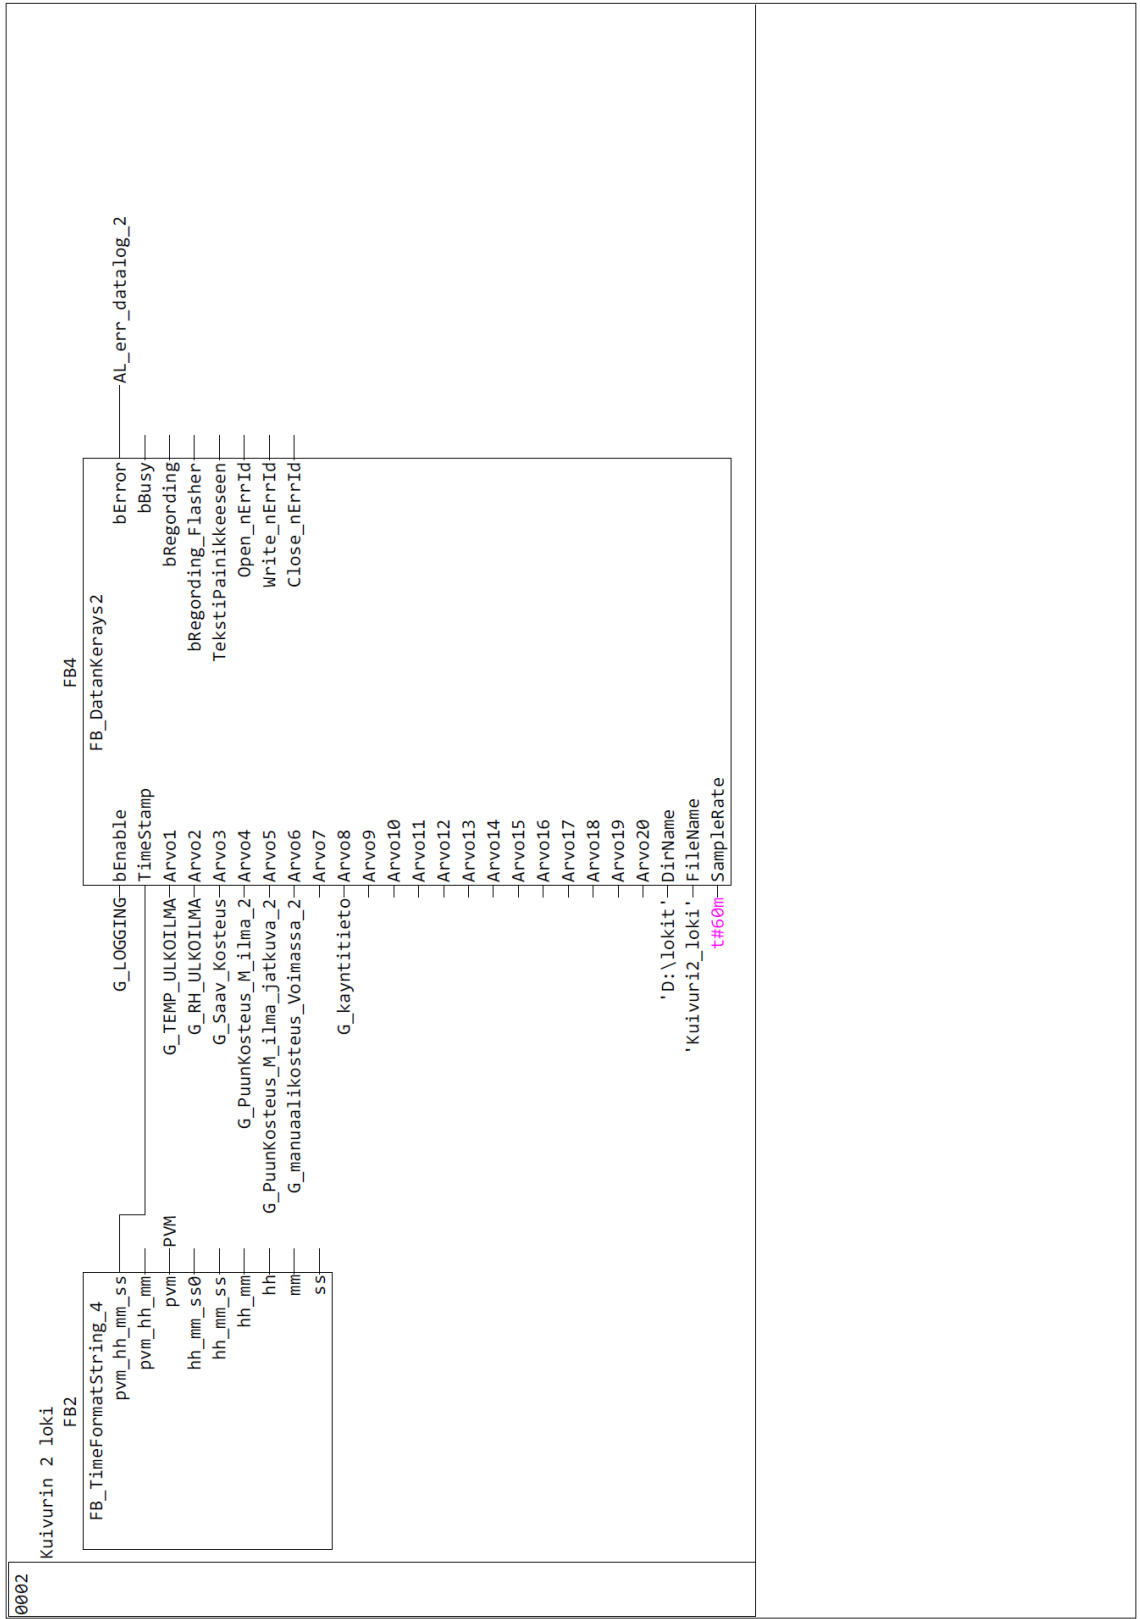 0002
Kuivurin 2 loki
FB2
FB_TimeFormatString_4
pvm_hh_mm_ss
pvm_hh_mm
pvm PVM
hh_mm_ss0
hh_mm_ss
hh_mm
hh
mm
ss
FB4
FB_DatanKerays2
G_LOGGING bEnable bError AL_err_datalog_2
TimeStamp bBusy
G_TEMP_ULKOILMA Arvo1 bRegording
G_RH_ULKOILMA Arvo2 bRegording_Flasher
G_Saav_Kosteus Arvo3 TekstiPainikkeeseen
G_PuunKosteus_M_ilma_2 Arvo4 Open_nErrId
G_PuunKosteus_M_ilma_jatkuva_2 Arvo5 Write_nErrId
G_manuaalikosteus_Voimassa_2 Arvo6 Close_nErrId
Arvo7
G_kayntitieto Arvo8
Arvo9
Arvo10
Arvo11
Arvo12
Arvo13
Arvo14
Arvo15
Arvo16
Arvo17
Arvo18
Arvo19
Arvo20
'D:\lokit' DirName
'Kuivuri2_loki' FileName
t#60m SampleRate